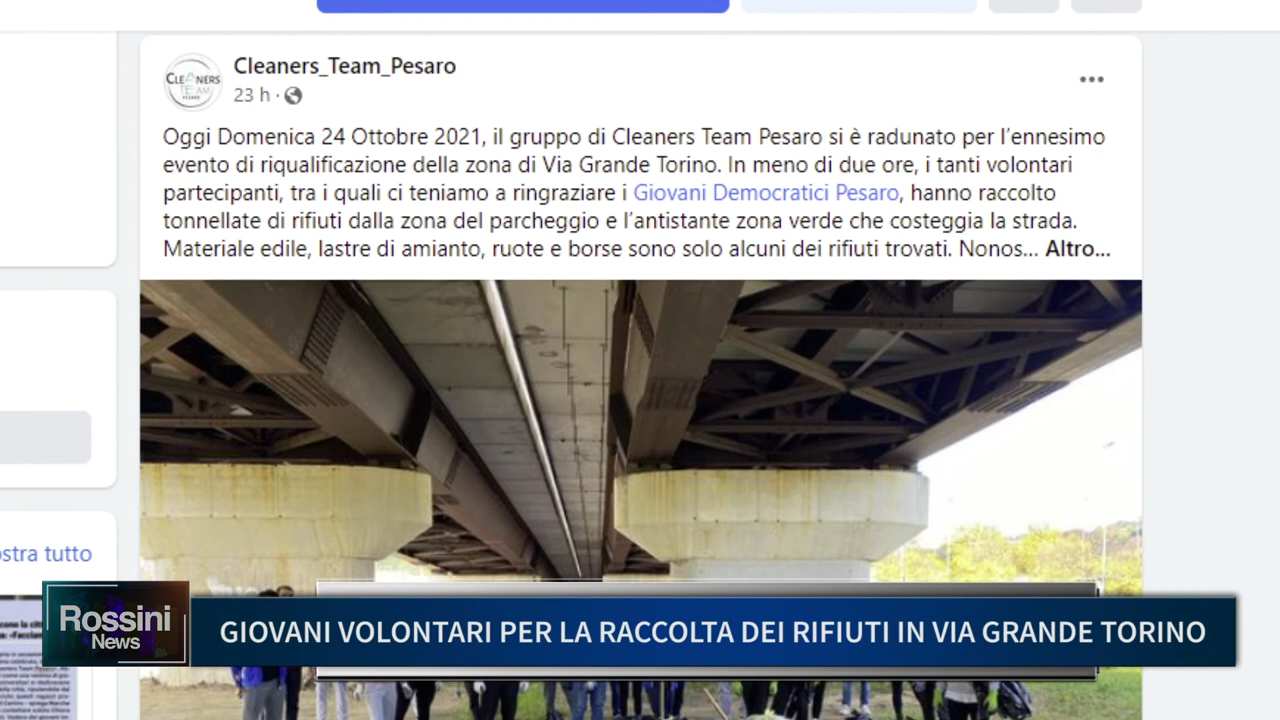 CLEANERS
TEAM
PESARO
Cleaners_Team_Pesaro
23 h ·
Oggi Domenica 24 Ottobre 2021, il gruppo di Cleaners Team Pesaro si è radunato per l'ennesimo
evento di riqualificazione della zona di Via Grande Torino. In meno di due ore, i tanti volontari
partecipanti, tra i quali ci teniamo a ringraziare i Giovani Democratici Pesaro, hanno raccolto
tonnellate di rifiuti dalla zona del parcheggio e l'antistante zona verde che costeggia la strada.
Materiale edile, lastre di amianto, ruote e borse sono solo alcuni dei rifiuti trovati. Nonos... Altro...
ostra tutto
Rossini
News
GIOVANI VOLONTARI PER LA RACCOLTA DEI RIFIUTI IN VIA GRANDE TORINO